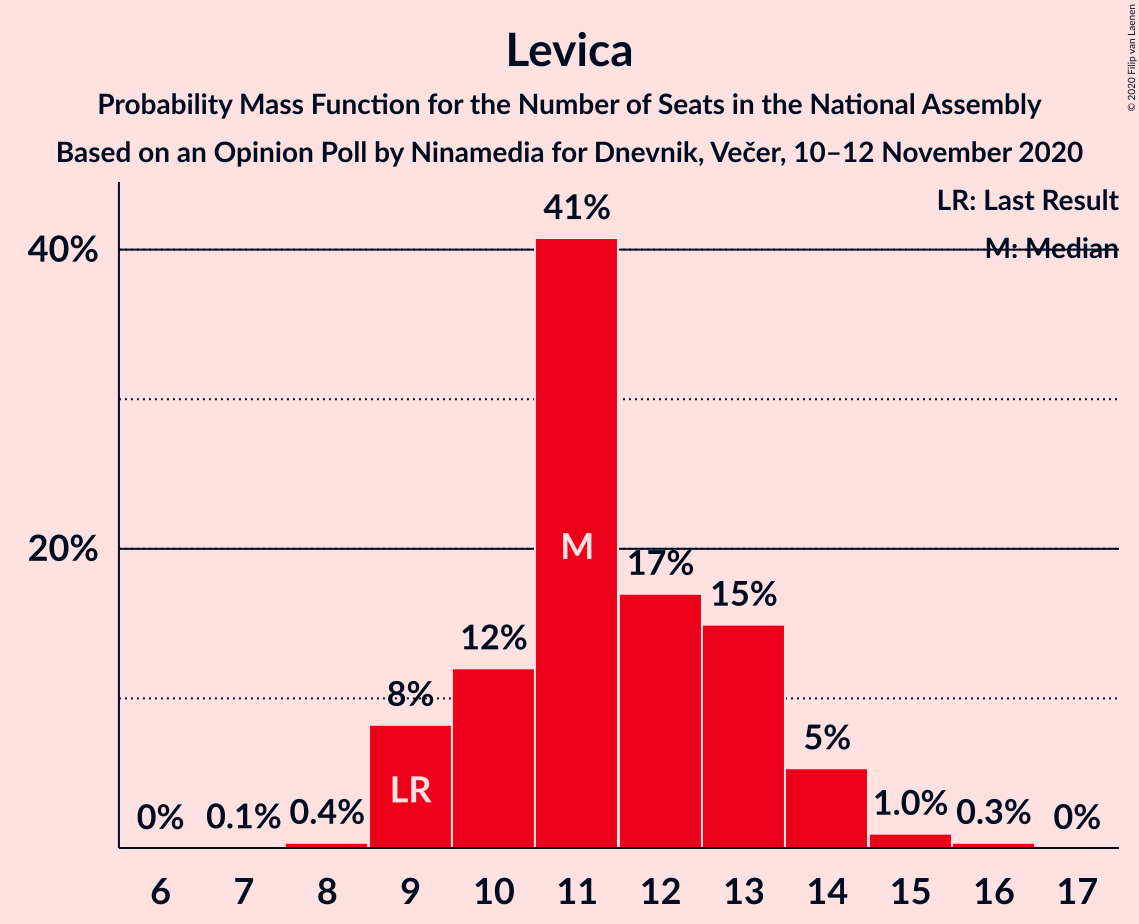 Levica
Probability Mass Function for the Number of Seats in the National Assembly
Based on an Opinion Poll by Ninamedia for Dnevnik, Večer, 10–12 November 2020
© 2020 Filip van Laenen
LR: Last Result
M: Median
40%
20%
0%
0.1%
0.4%
8%
12%
41%
17%
15%
5%
1.0%
0.3%
0%
LR
M
6 7 8 9 10 11 12 13 14 15 16 17